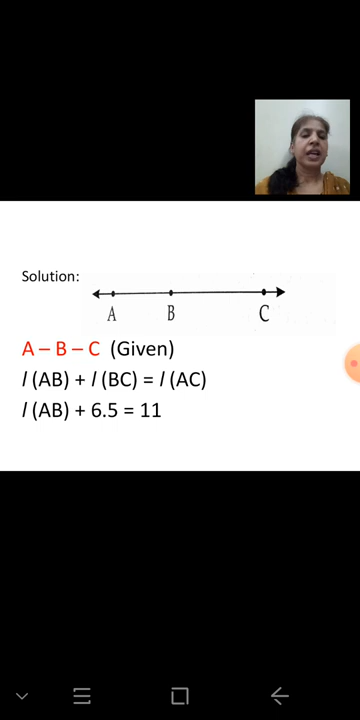 Solution:
A B C
A – B – C (Given)
l (AB) + l (BC) = l (AC)
l (AB) + 6.5 = 11